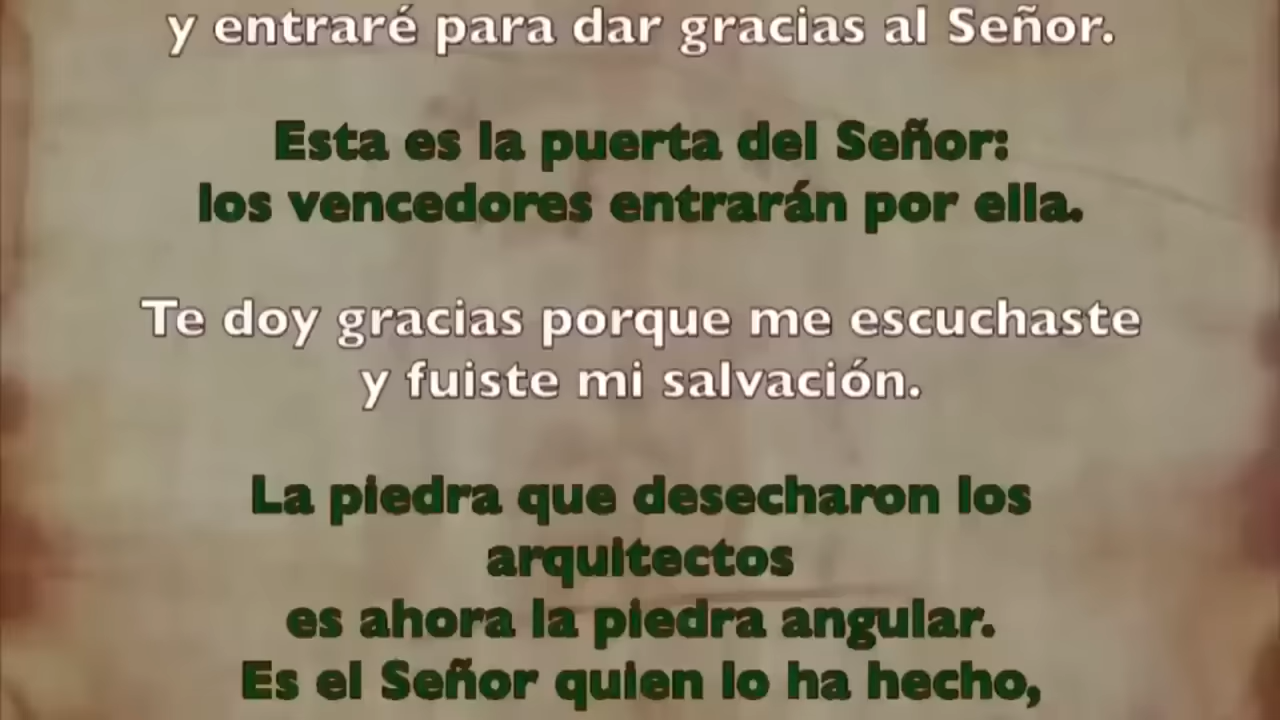 y entraré para dar gracias al Señor.
Esta es la puerta del Señor:
los vencedores entrarán por ella.
Te doy gracias porque me escuchaste
y fuiste mi salvación.
La piedra que desecharon los
arquitectos
es ahora la piedra angular.
Es el Señor quien lo ha hecho,